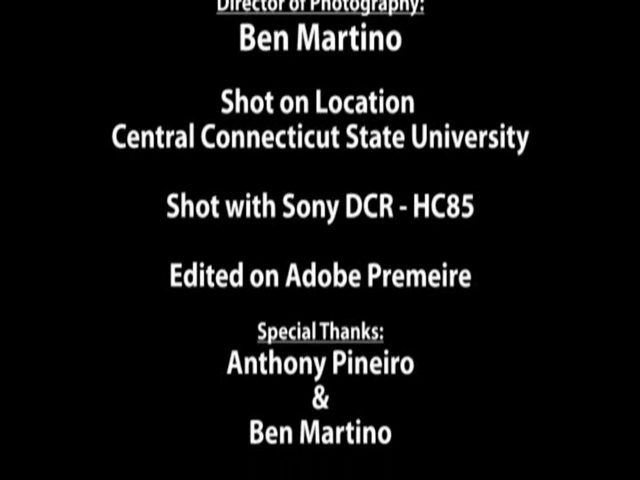 Director of Photography:
Ben Martino
Shot on Location
Central Connecticut State University
Shot with Sony DCR - HC85
Edited on Adobe Premeire
Special Thanks:
Anthony Pineiro
&
Ben Martino